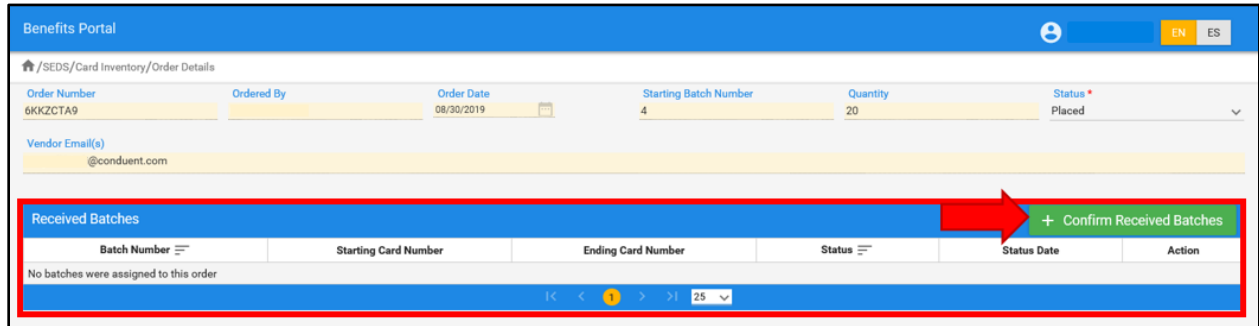 Benefits Portal
EN ES
/SEDS/Card Inventory/Order Details
Order Number Ordered By Order Date Starting Batch Number Quantity Status *
6KKZCTA9 08/30/2019 4 20 Placed
Vendor Email(s)
@conduent.com
Received Batches + Confirm Received Batches
Batch Number Starting Card Number Ending Card Number Status Status Date Action
No batches were assigned to this order
1 25